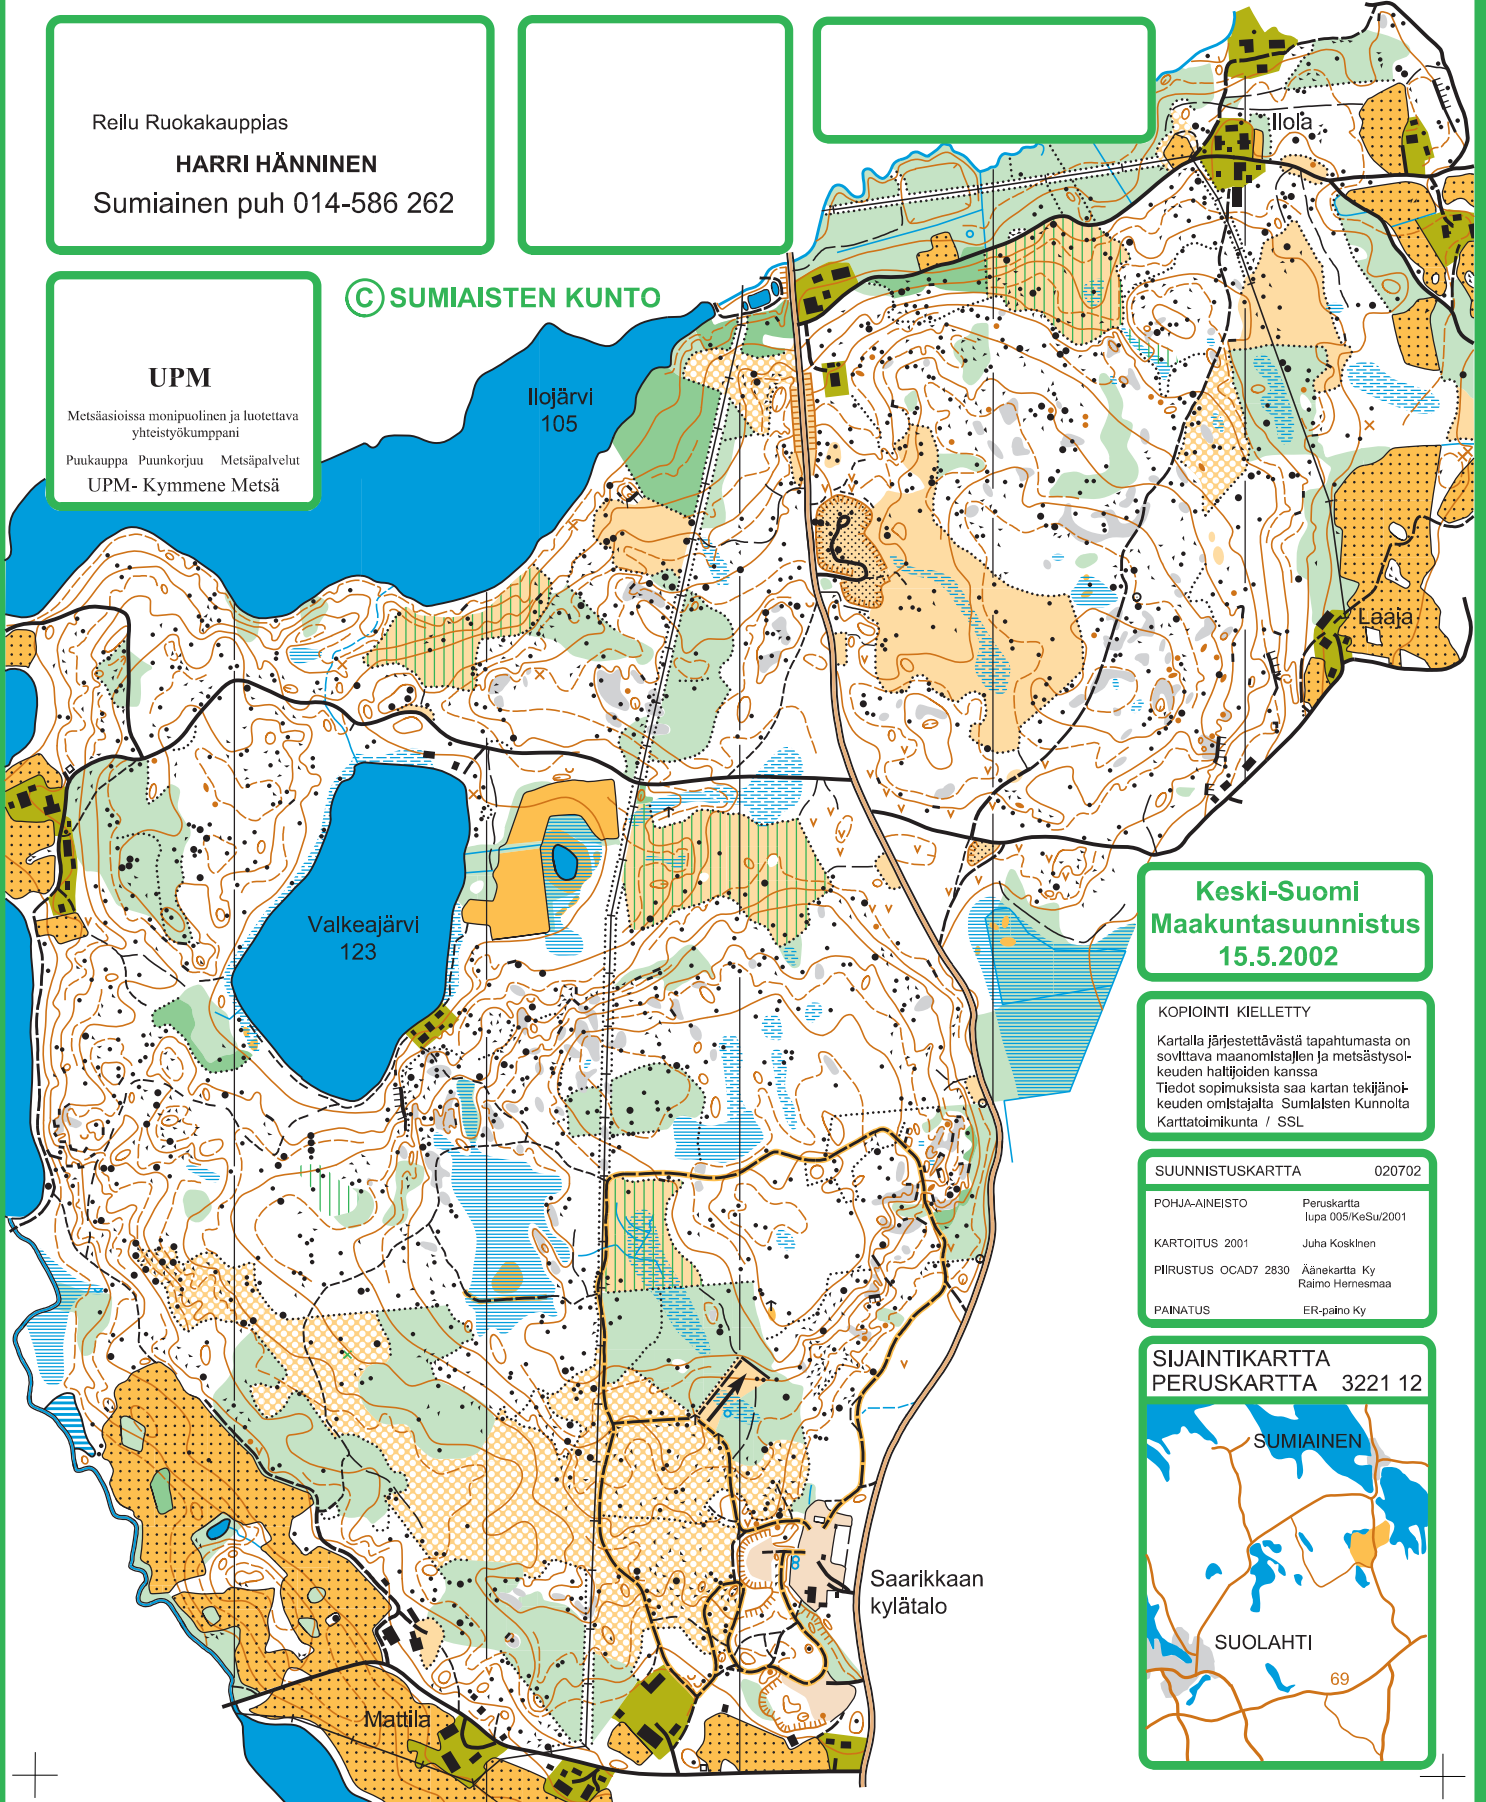 Reilu Ruokakauppias
HARRI HÄNNINEN
Sumiainen puh 014-586 262
© SUMIAISTEN KUNTO
UPM
Metsäasioissa monipuolinen ja luotettava
yhteistyökumppani
Puukauppa Puunkorjuu Metsäpalvelut
UPM- Kymmene Metsä
Ilola
Ilojärvi
105
Laaja
Valkeajärvi
123
Keski-Suomi
Maakuntasuunnistus
15.5.2002
KOPIOINTI KIELLETTY
Kartalla järjestettävästä tapahtumasta on
sovittava maanomistajien ja metsästysoi-
keuden haltijoiden kanssa
Tiedot sopimuksista saa kartan tekijänoi-
keuden omistajalta Sumiaisten Kunnolta
Karttatoimikunta / SSL
SUUNNISTUSKARTTA 020702
POHJA-AINEISTO Peruskartta
lupa 005/KeSu/2001
KARTOITUS 2001 Juha Koskinen
PIIRUSTUS OCAD7 2830 Äänekartta Ky
Raimo Hernesmaa
PAINATUS ER-paino Ky
SIJAINTIKARTTA
PERUSKARTTA 3221 12
SUMIAINEN
SUOLAHTI
69
Saarikkaan
kylätalo
Mattila